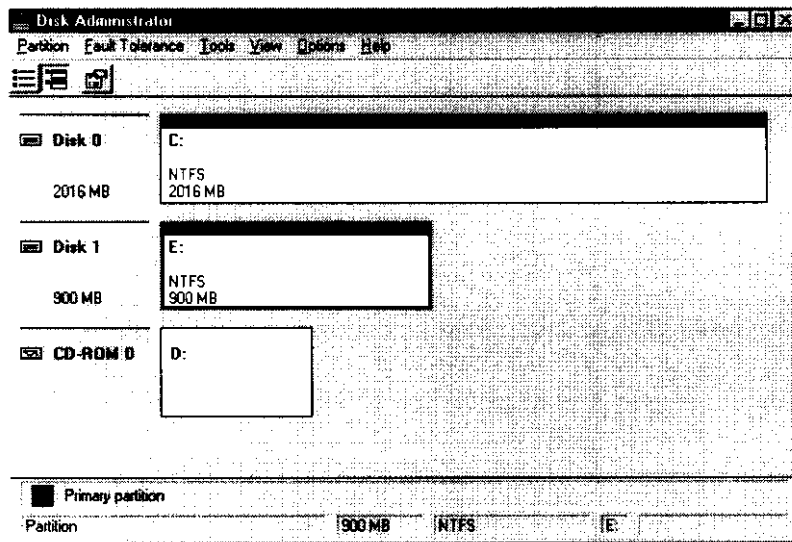 Disk Administrator
Partition Fault Tolerance Tools View Options Help
Disk 0
2016 MB
C:
NTFS
2016 MB
Disk 1
900 MB
E:
NTFS
900 MB
CD-ROM 0
D:
Primary partition
Partition 900 MB NTFS E: